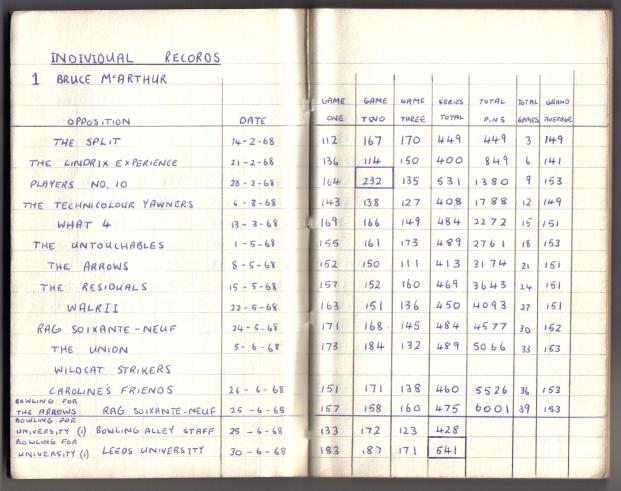 INDIVIDUAL RECORDS
1 BRUCE McARTHUR
OPPOSITION DATE GAME ONE GAME TWO GAME THREE SERIES TOTAL TOTAL PINS TOTAL GAMES GRAND AVERAGE
THE SPLIT 14-2-68 112 167 170 449 449 3 149
THE LINDRIX EXPERIENCE 21-2-68 136 114 150 400 849 6 141
PLAYERS NO. 10 28-2-68 164 232 135 531 1380 9 153
THE TECHNICOLOUR YAWNERS 6-3-68 143 138 127 408 1788 12 149
WHAT 4 13-3-68 169 166 149 484 2272 15 151
THE UNTOUCHABLES 1-5-68 155 161 173 489 2761 18 153
THE ARROWS 8-5-68 152 150 111 413 3174 21 151
THE RESIDUALS 15-5-68 157 152 160 469 3643 24 151
WALRII 22-5-68 163 151 136 450 4093 27 151
RAG SOIXANTE-NEUF 24-5-68 171 168 145 484 4577 30 152
THE UNION 5-6-68 173 184 132 489 5066 33 153
WILDCAT STRIKERS
CAROLINE'S FRIENDS 26-6-68 151 171 138 460 5526 36 153
BOWLING FOR THE ARROWS RAG SOIXANTE-NEUF 25-6-68 157 158 160 475 6001 39 153
BOWLING FOR UNIVERSITY (1) BOWLING ALLEY STAFF 25-6-68 133 172 123 428
BOWLING FOR UNIVERSITY (1) LEEDS UNIVERSITY 30-6-68 183 187 171 541